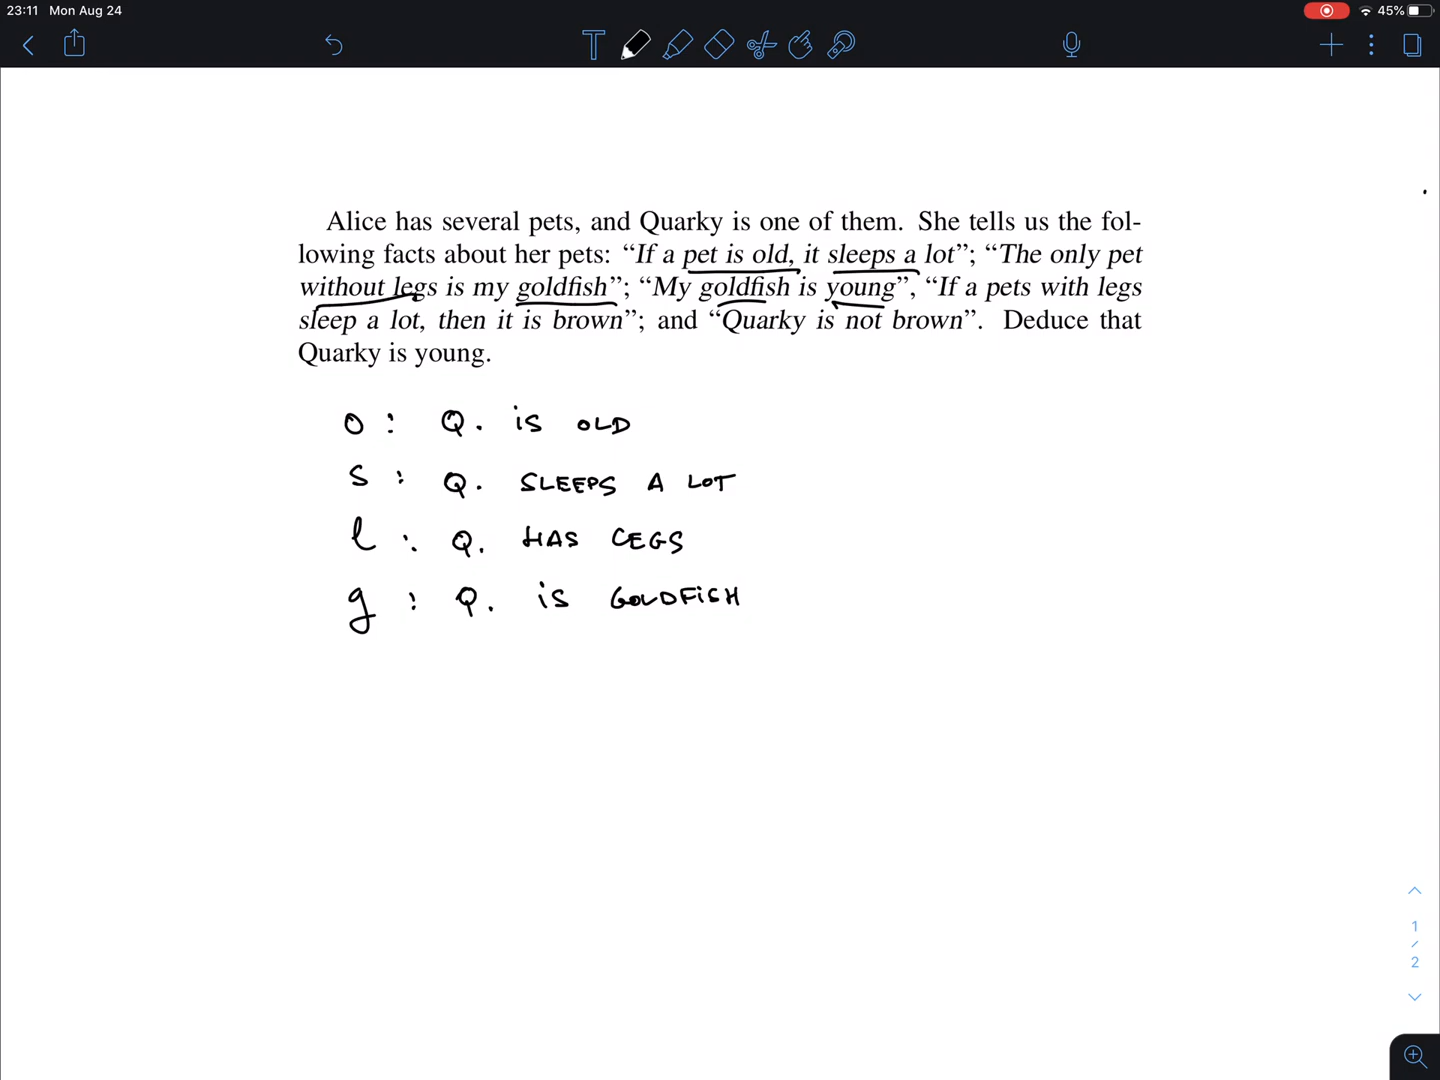 23:11 Mon Aug 24
45%
T
Alice has several pets, and Quarky is one of them. She tells us the fol-
lowing facts about her pets: “If a pet is old, it sleeps a lot”; “The only pet
without legs is my goldfish”; “My goldfish is young”, “If a pets with legs
sleep a lot, then it is brown”; and “Quarky is not brown”. Deduce that
Quarky is young.
O : Q. is OLD
S : Q. SLEEPS A LOT
l : Q. HAS LEGS
g : Q. is GOLDFiSH
1
/
2